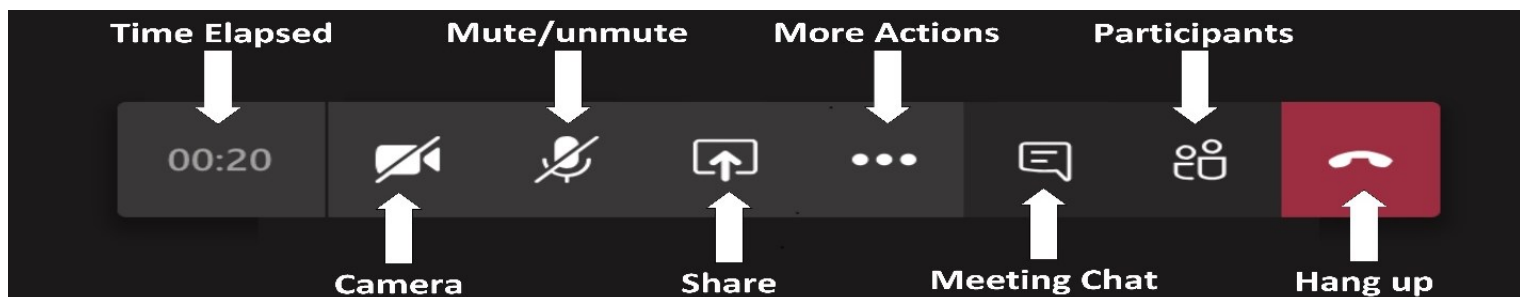 Time Elapsed
Mute/unmute
More Actions
Participants
00:20
Camera
Share
Meeting Chat
Hang up